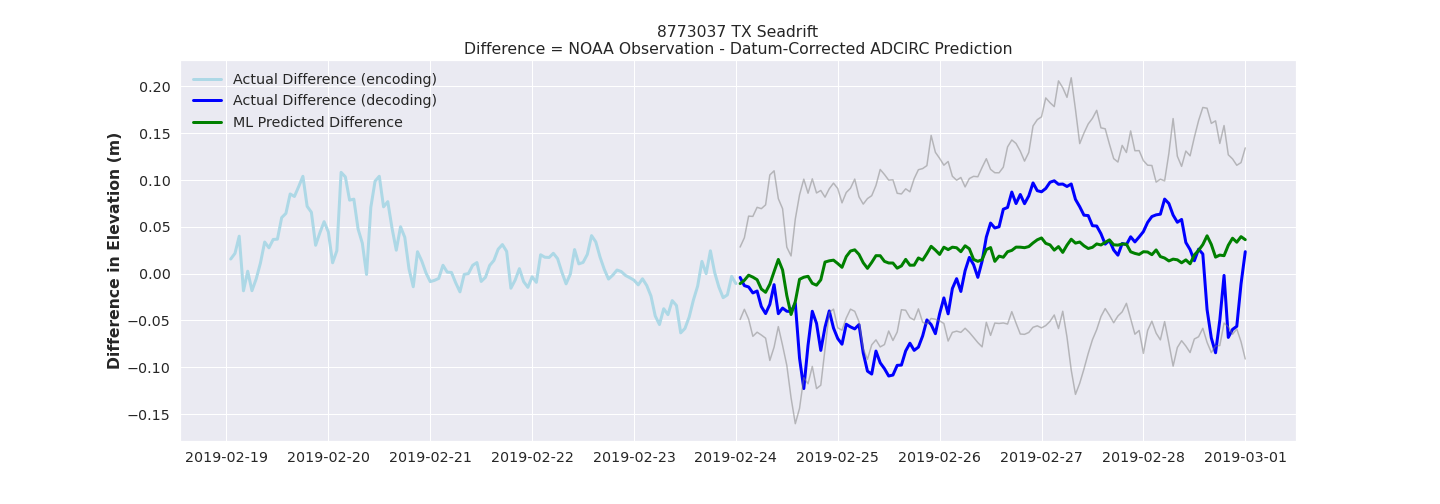 8773037 TX Seadrift
Difference = NOAA Observation - Datum-Corrected ADCIRC Prediction
Actual Difference (encoding)
Actual Difference (decoding)
ML Predicted Difference
Difference in Elevation (m)
0.20
0.15
0.10
0.05
0.00
−0.05
−0.10
−0.15
2019-02-19 2019-02-20 2019-02-21 2019-02-22 2019-02-23 2019-02-24 2019-02-25 2019-02-26 2019-02-27 2019-02-28 2019-03-01